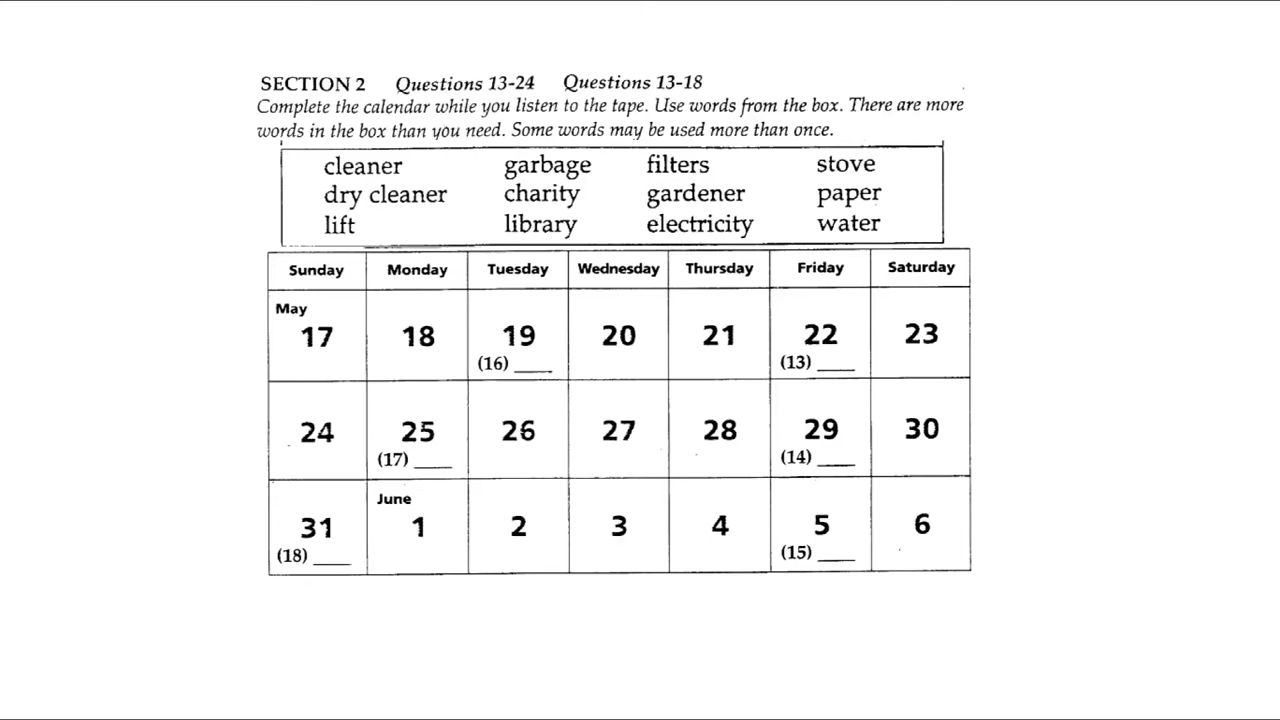 SECTION 2 Questions 13-24 Questions 13-18
Complete the calendar while you listen to the tape. Use words from the box. There are more
words in the box than you need. Some words may be used more than once.
cleaner garbage filters stove
dry cleaner charity gardener paper
lift library electricity water
Sunday Monday Tuesday Wednesday Thursday Friday Saturday
May
17 18 19 20 21 22 23
(16) ____ (13) ____
24 25 26 27 28 29 30
(17) ____ (14) ____
June
31 1 2 3 4 5 6
(18) ____ (15) ____